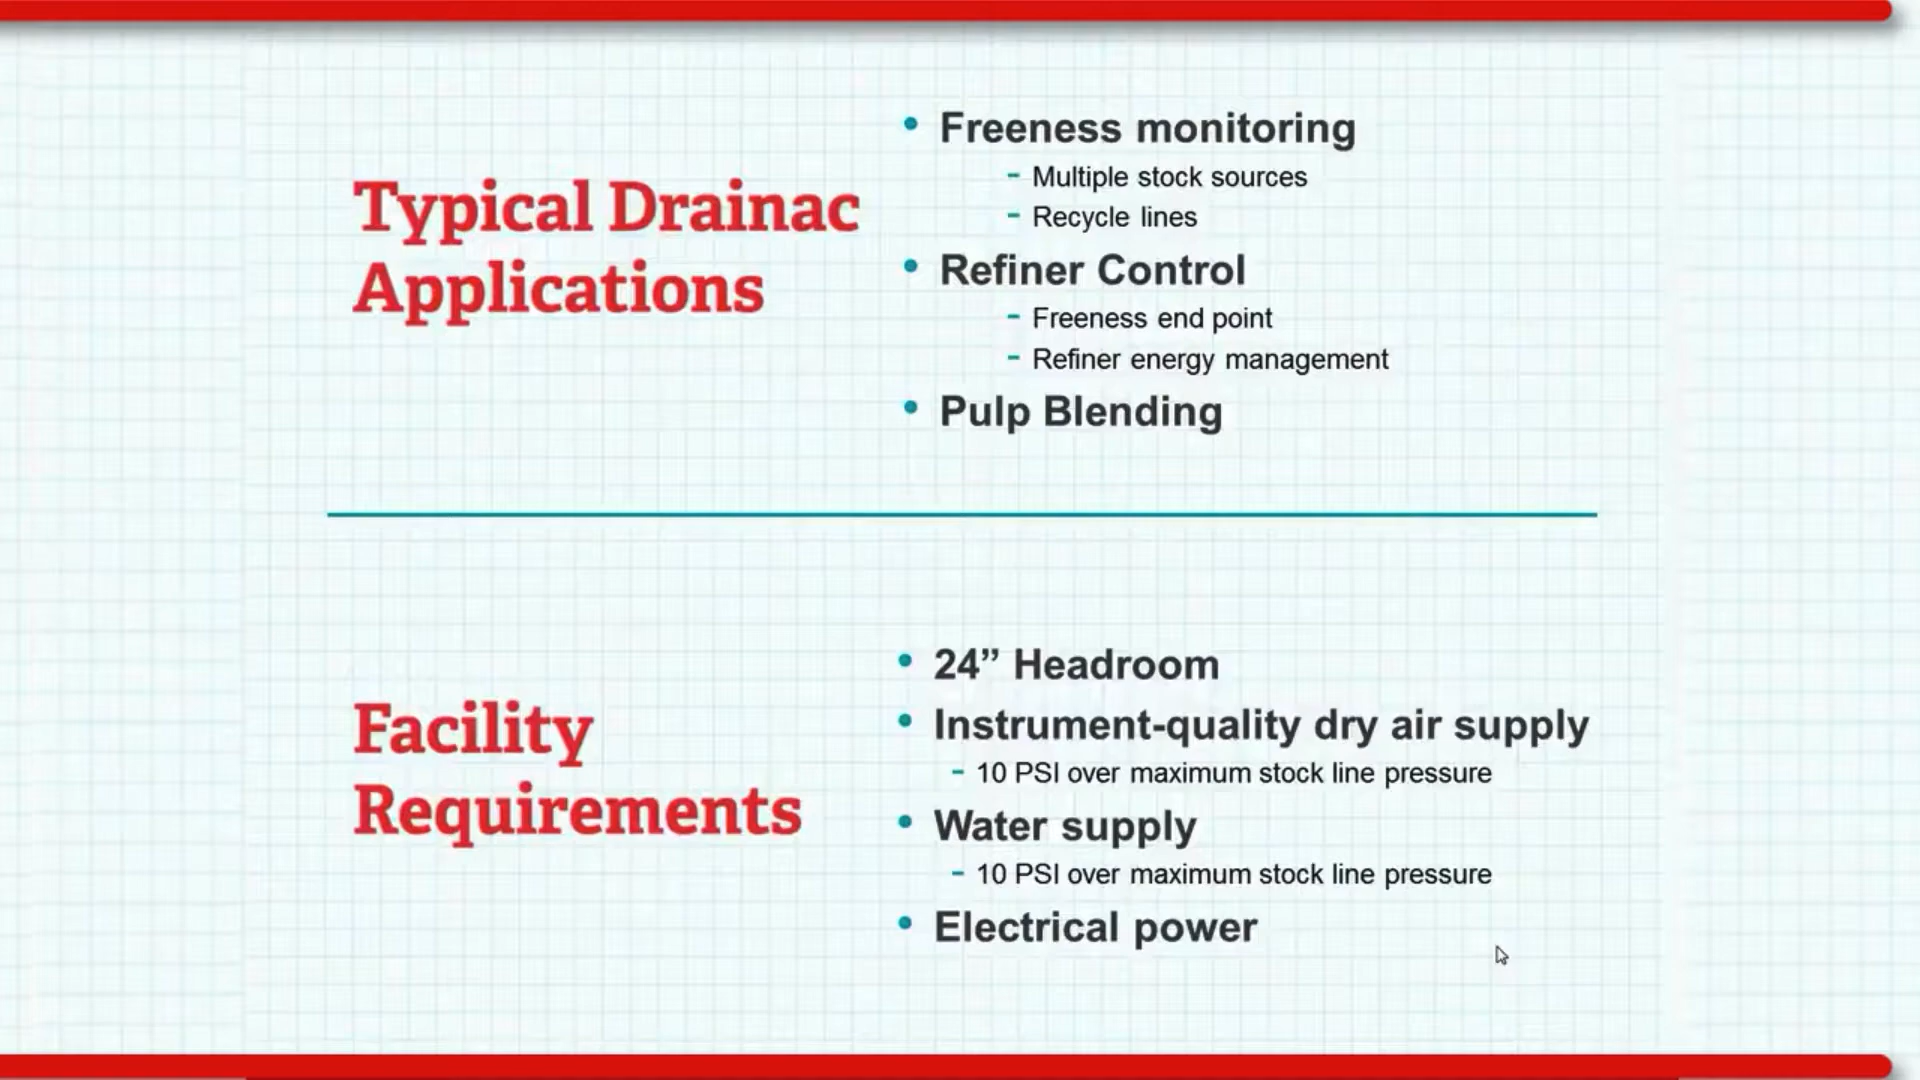 Typical Drainac
Applications
• Freeness monitoring
- Multiple stock sources
- Recycle lines
• Refiner Control
- Freeness end point
- Refiner energy management
• Pulp Blending
Facility
Requirements
• 24” Headroom
• Instrument-quality dry air supply
- 10 PSI over maximum stock line pressure
• Water supply
- 10 PSI over maximum stock line pressure
• Electrical power